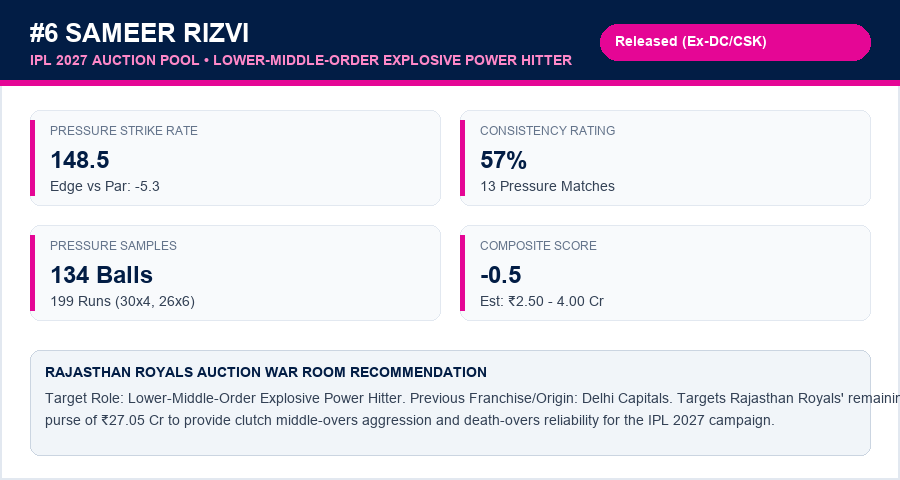 #6 SAMEER RIZVI
Released (Ex-DC/CSK)
IPL 2027 AUCTION POOL • LOWER-MIDDLE-ORDER EXPLOSIVE POWER HITTER
PRESSURE STRIKE RATE
148.5
Edge vs Par: -5.3
CONSISTENCY RATING
57%
13 Pressure Matches
PRESSURE SAMPLES
134 Balls
199 Runs (30x4, 26x6)
COMPOSITE SCORE
-0.5
Est: ₹2.50 - 4.00 Cr
RAJASTHAN ROYALS AUCTION WAR ROOM RECOMMENDATION
Target Role: Lower-Middle-Order Explosive Power Hitter. Previous Franchise/Origin: Delhi Capitals. Targets Rajasthan Royals'
purse of ₹27.05 Cr to provide clutch middle-overs aggression and death-overs reliability for the IPL 2027 campaign.